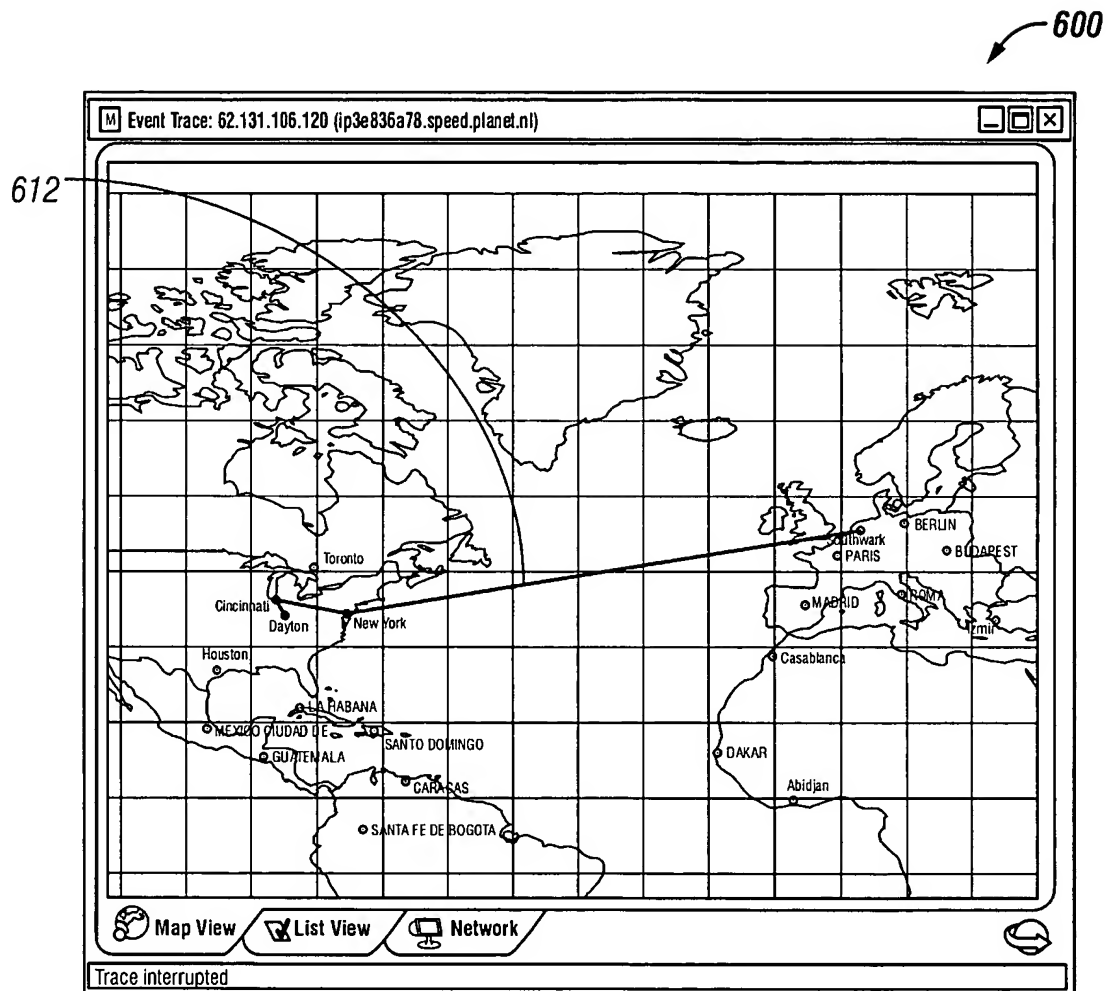 600
M Event Trace: 62.131.106.120 (ip3e836a78.speed.planet.nl)
612
Southwark
BERLIN
PARIS
BUDAPEST
Toronto
Cincinnati
Dayton
New York
MADRID
ROMA
Izmir
Houston
Casablanca
LA HABANA
MEXICO CIUDAD DE
SANTO DOMINGO
GUATEMALA
DAKAR
CARACAS
Abidjan
SANTA FE DE BOGOTA
Map View
List View
Network
Trace interrupted